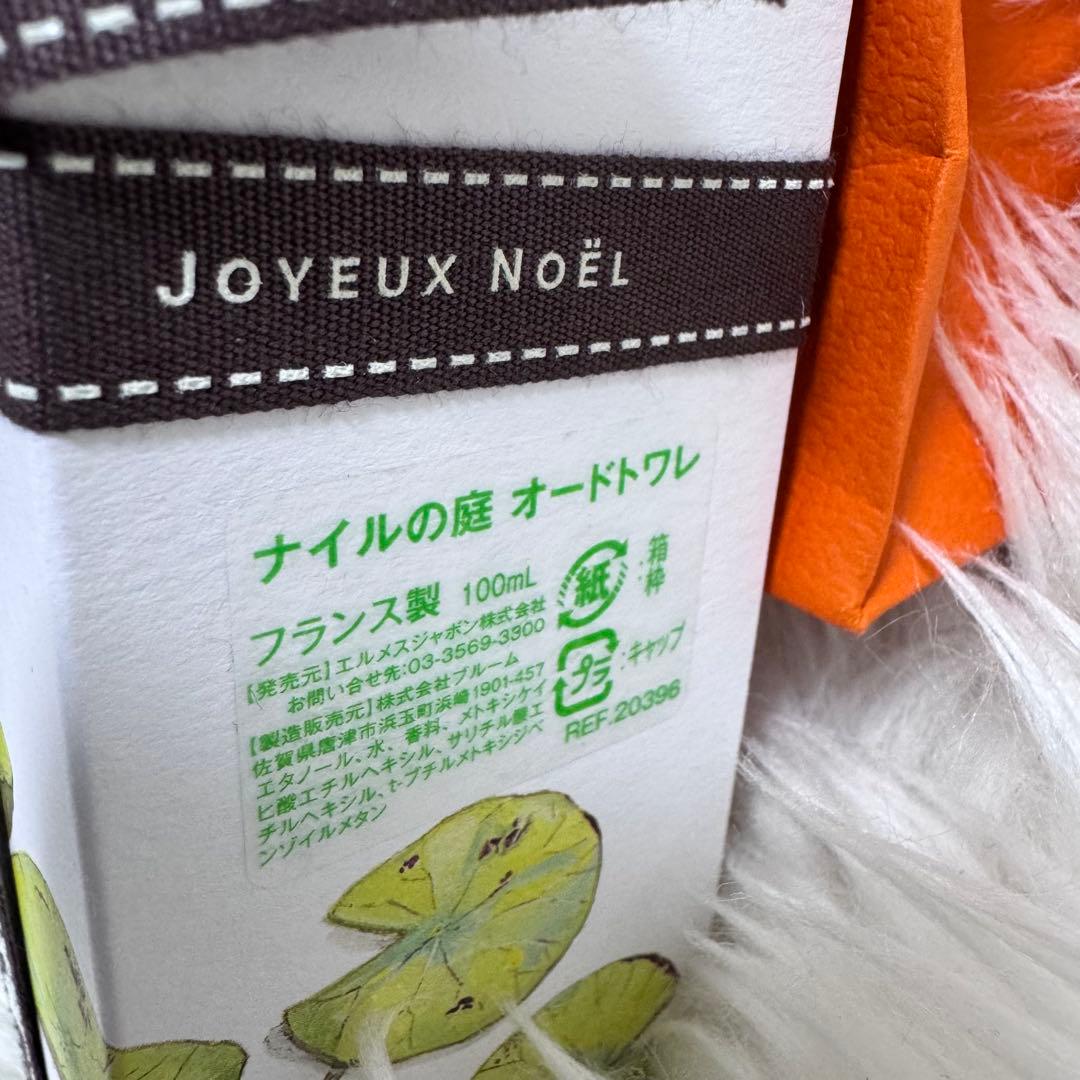 JOYEUX NOËL
ナイルの庭 オードトワレ
フランス製 100mL
【発売元】エルメスジャポン株式会社
お問い合せ先:03-3569-3300
【製造販売元】株式会社ブルーム
佐賀県唐津市浜玉町浜崎1901-457
エタノール、水、香料、メトキシケイ
ヒ酸エチルヘキシル、サリチル酸エ
チルヘキシル、t-ブチルメトキシジベ
ンゾイルメタン
紙
:箱
枠
プラ
:キャップ
REF.20396